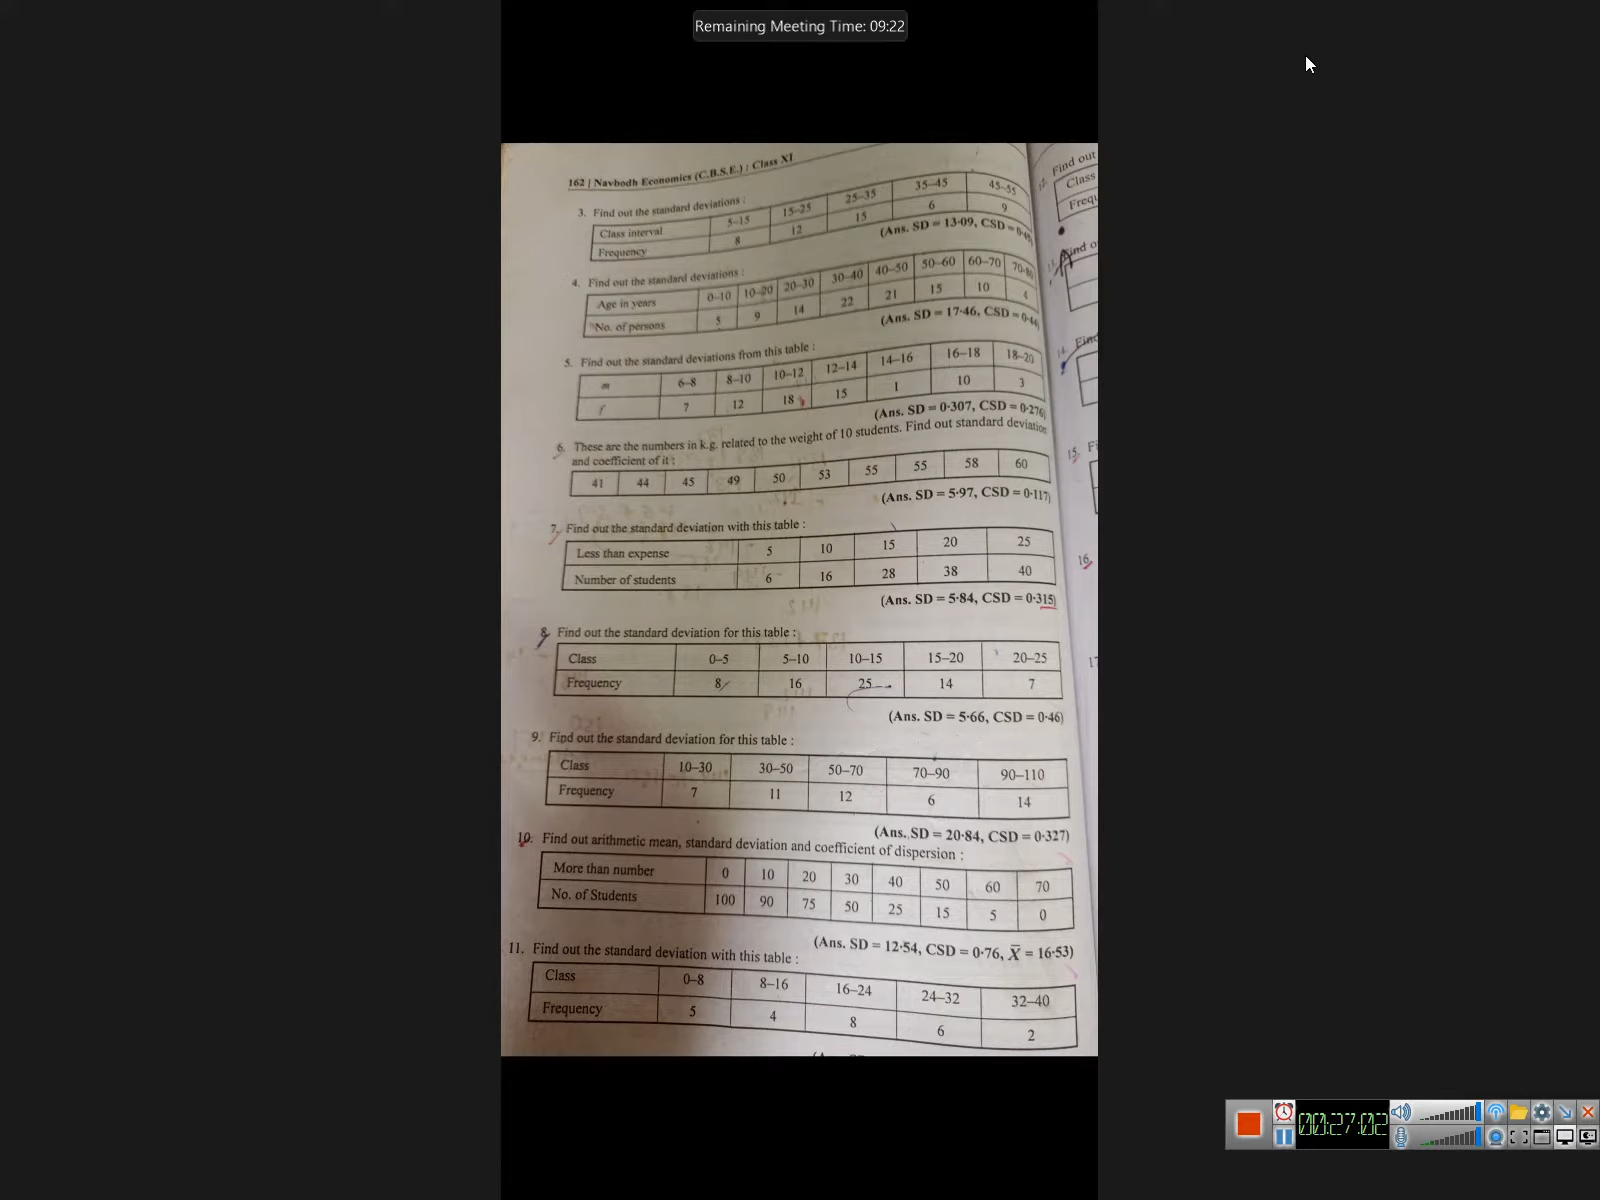 Remaining Meeting Time: 09:22
162 | Navbodh Economics (C.B.S.E.) : Class XI
3. Find out the standard deviations :
Class interval 5–15 15–25 25–35 35–45 45–55
Frequency 8 12 15 6 9
(Ans. SD = 13·09, CSD =
4. Find out the standard deviations :
Age in years 0–10 10–20 20–30 30–40 40–50 50–60 60–70 70-80
No. of persons 5 9 14 22 21 15 10 4
(Ans. SD = 17·46, CSD = 0·44)
5. Find out the standard deviations from this table :
m 6–8 8–10 10–12 12–14 14–16 16–18 18–20
f 7 12 18 15 1 10 3
(Ans. SD = 0·307, CSD = 0·276)
6. These are the numbers in k.g. related to the weight of 10 students. Find out standard deviation
and coefficient of it :
41 44 45 49 50 53 55 55 58 60
(Ans. SD = 5·97, CSD = 0·117)
7. Find out the standard deviation with this table :
Less than expense 5 10 15 20 25
Number of students 6 16 28 38 40
(Ans. SD = 5·84, CSD = 0·315)
8. Find out the standard deviation for this table :
Class 0–5 5–10 10–15 15–20 20–25
Frequency 8 16 25 14 7
(Ans. SD = 5·66, CSD = 0·46)
9. Find out the standard deviation for this table :
Class 10–30 30–50 50–70 70–90 90–110
Frequency 7 11 12 6 14
(Ans. SD = 20·84, CSD = 0·327)
10. Find out arithmetic mean, standard deviation and coefficient of dispersion :
More than number 0 10 20 30 40 50 60 70
No. of Students 100 90 75 50 25 15 5 0
(Ans. SD = 12·54, CSD = 0·76, X̅ = 16·53)
11. Find out the standard deviation with this table :
Class 0–8 8–16 16–24 24–32 32–40
Frequency 5 4 8 6 2
12. Find out
Class
14. Find
15.
16.
17
00:27:02